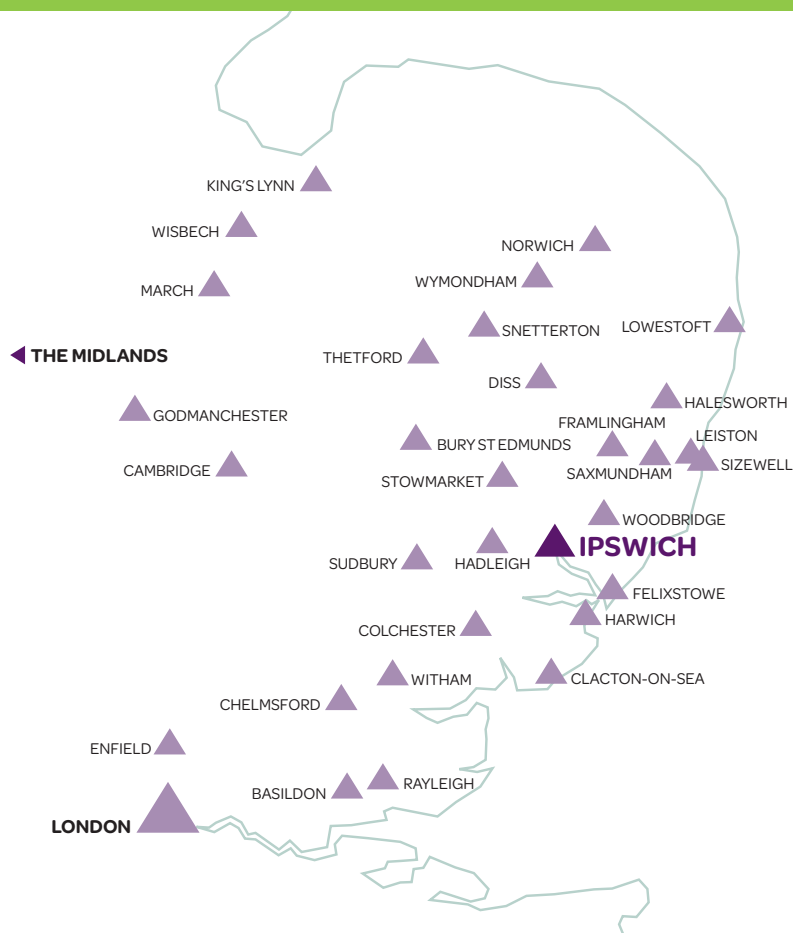 KING'S LYNN
WISBECH
NORWICH
WYMONDHAM
MARCH
SNETTERTON
LOWESTOFT
THE MIDLANDS
THETFORD
DISS
HALESWORTH
GODMANCHESTER
FRAMLINGHAM
LEISTON
BURY ST EDMUNDS
CAMBRIDGE
SIZEWELL
SAXMUNDHAM
STOWMARKET
WOODBRIDGE
IPSWICH
SUDBURY
HADLEIGH
FELIXSTOWE
HARWICH
COLCHESTER
WITHAM
CLACTON-ON-SEA
CHELMSFORD
ENFIELD
RAYLEIGH
BASILDON
LONDON